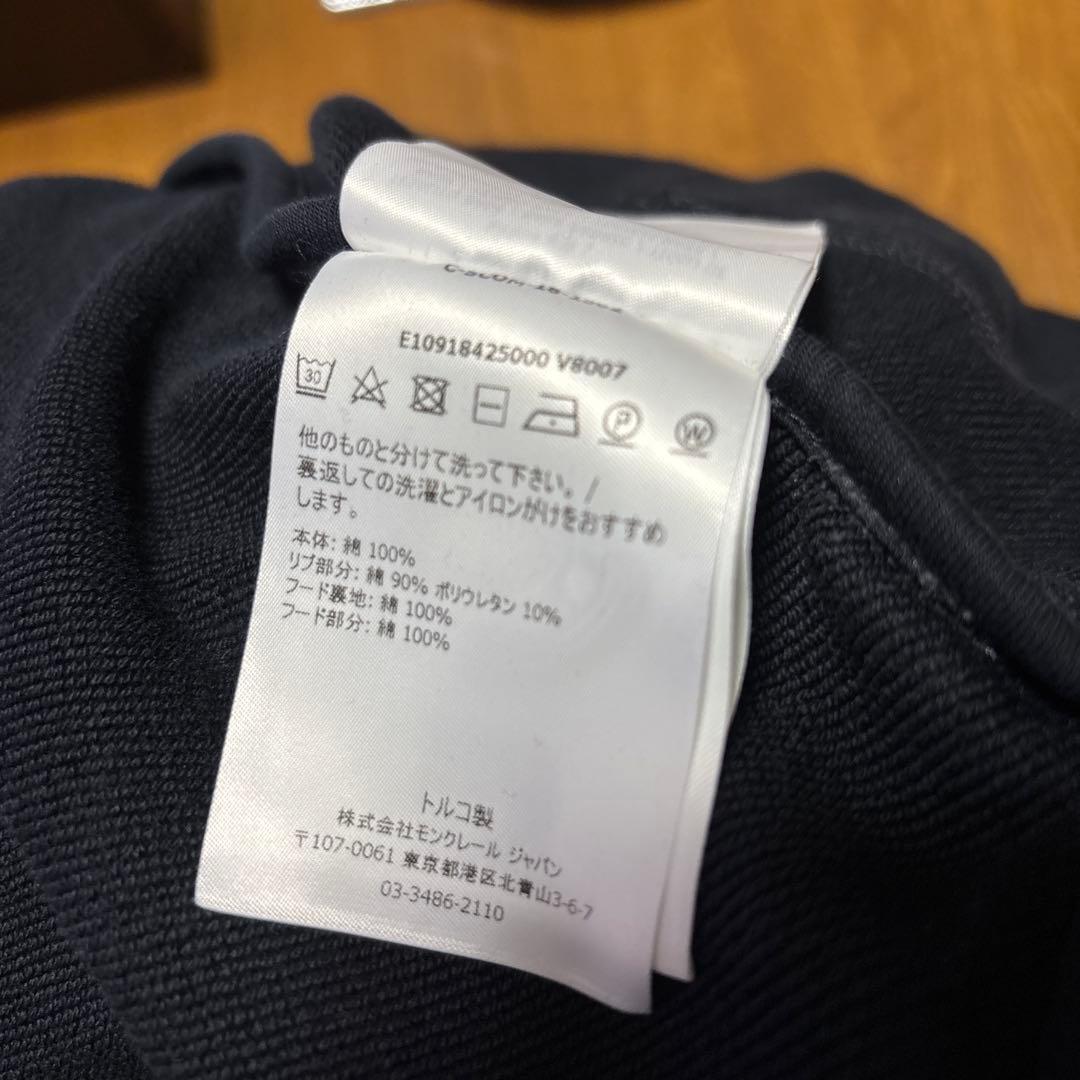 E10918425000 V8007
30
P
W
他のものと分けて洗って下さい。/
裏返しての洗濯とアイロンがけをおすすめ
します。
本体: 綿 100%
リブ部分: 綿 90% ポリウレタン 10%
フード裏地: 綿 100%
フード部分: 綿 100%
トルコ製
株式会社モンクレール ジャパン
〒107-0061 東京都港区北青山3-6-7
03-3486-2110